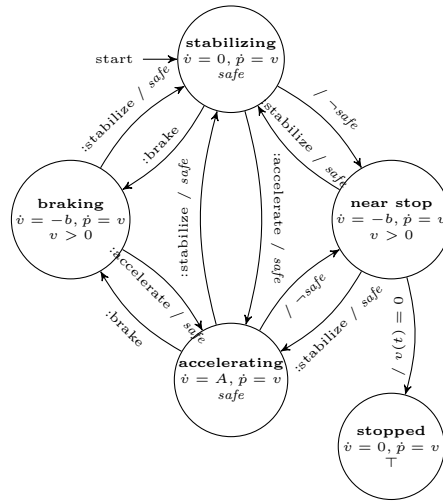 stabilizing
start
v̇ = 0, ṗ = v
safe
:stabilize / safe
:brake
:stabilize / safe
:accelerate / safe
:stabilize / safe
/ ¬safe
braking
v̇ = −b, ṗ = v
v > 0
near stop
v̇ = −b, ṗ = v
v > 0
:accelerate / safe
:brake
/ ¬safe
:stabilize / safe
/ v(t) = 0
accelerating
v̇ = A, ṗ = v
safe
stopped
v̇ = 0, ṗ = v
⊤